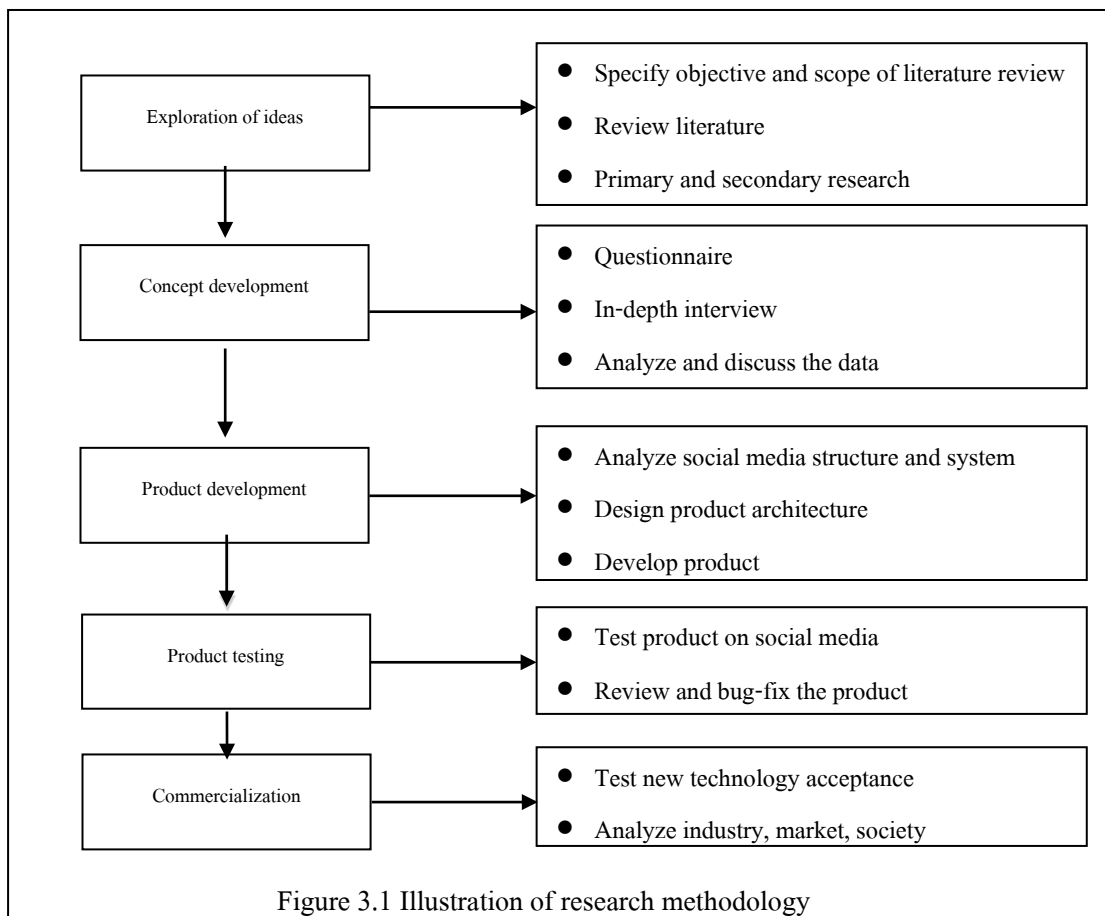 Exploration of ideas
● Specify objective and scope of literature review
● Review literature
● Primary and secondary research
Concept development
● Questionnaire
● In-depth interview
● Analyze and discuss the data
Product development
● Analyze social media structure and system
● Design product architecture
● Develop product
Product testing
● Test product on social media
● Review and bug-fix the product
Commercialization
● Test new technology acceptance
● Analyze industry, market, society
Figure 3.1 Illustration of research methodology